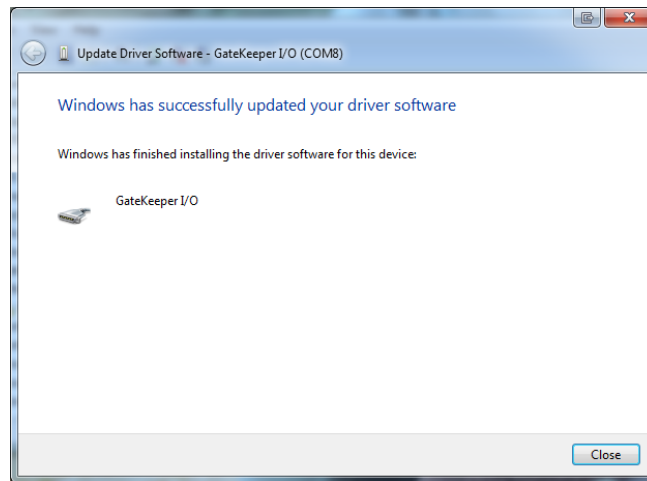 Update Driver Software - GateKeeper I/O (COM8)
Windows has successfully updated your driver software
Windows has finished installing the driver software for this device:
GateKeeper I/O
Close